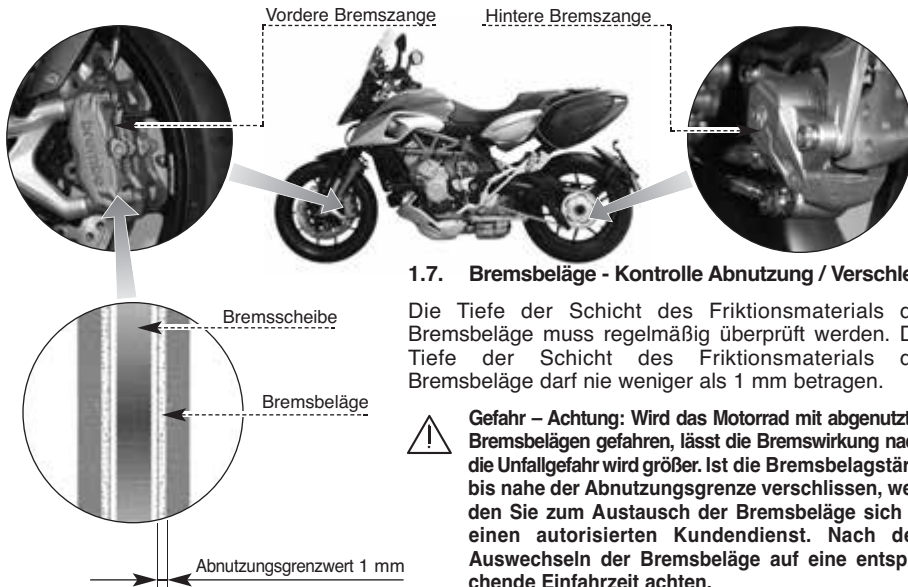 Vordere Bremszange
Hintere Bremszange
brembo
1.7. Bremsbeläge - Kontrolle Abnutzung / Verschle
Die Tiefe der Schicht des Friktionsmaterials d
Bremsbeläge muss regelmäßig überprüft werden. D
Tiefe der Schicht des Friktionsmaterials d
Bremsbeläge darf nie weniger als 1 mm betragen.
Bremsscheibe
Bremsbeläge
Abnutzungsgrenzwert 1 mm
Gefahr – Achtung: Wird das Motorrad mit abgenutzt
Bremsbelägen gefahren, lässt die Bremswirkung nac
die Unfallgefahr wird größer. Ist die Bremsbelagstär
bis nahe der Abnutzungsgrenze verschlissen, we
den Sie zum Austausch der Bremsbeläge sich
einen autorisierten Kundendienst. Nach de
Auswechseln der Bremsbeläge auf eine entsp
chende Einfahrzeit achten.